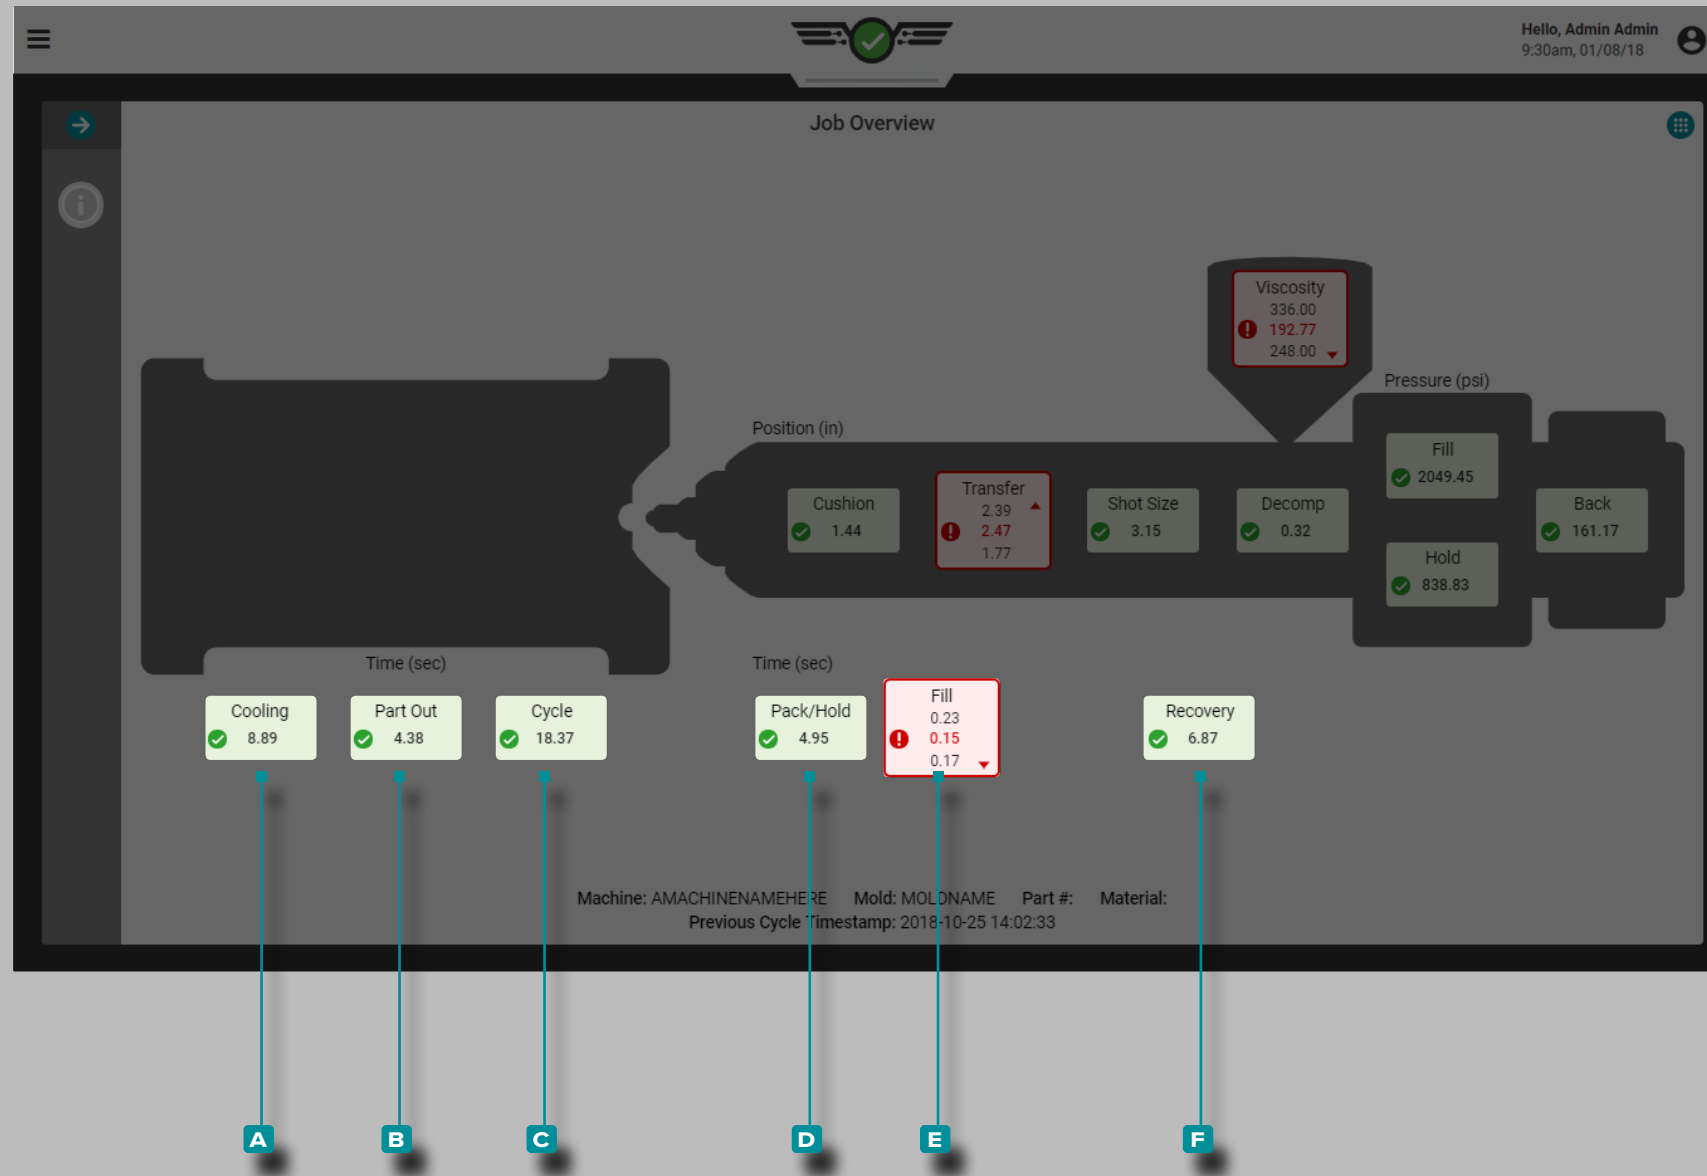 Hello, Admin Admin
9:30am, 01/08/18
Job Overview
Viscosity
336.00
192.77
248.00
Pressure (psi)
Position (in)
Fill
2049.45
Cushion
1.44
Transfer
2.39
2.47
1.77
Shot Size
3.15
Decomp
0.32
Back
161.17
Hold
838.83
Time (sec)
Time (sec)
Cooling
8.89
Part Out
4.38
Cycle
18.37
Pack/Hold
4.95
Fill
0.23
0.15
0.17
Recovery
6.87
Machine: AMACHINENAMEHERE Mold: MOLDNAME Part #: Material:
Previous Cycle Timestamp: 2018-10-25 14:02:33
A B C D E F